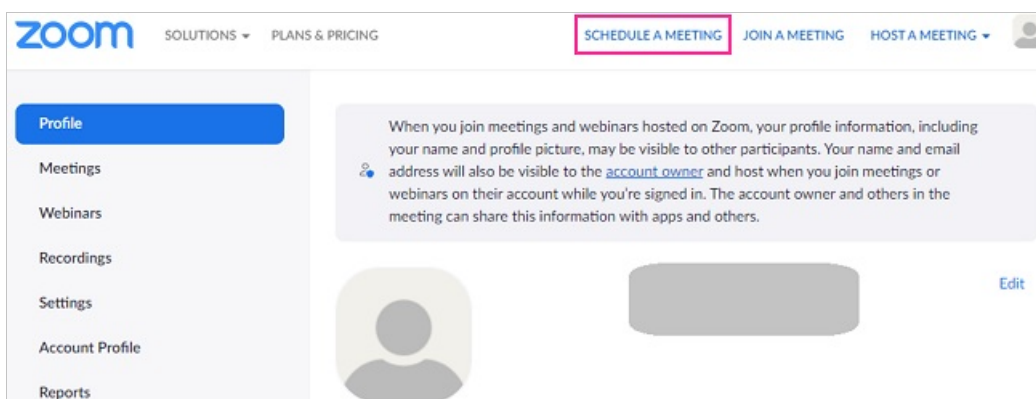 zoom
SOLUTIONS
PLANS & PRICING
SCHEDULE A MEETING
JOIN A MEETING
HOST A MEETING
Profile
Meetings
Webinars
Recordings
Settings
Account Profile
Reports
When you join meetings and webinars hosted on Zoom, your profile information, including
your name and profile picture, may be visible to other participants. Your name and email
address will also be visible to the account owner and host when you join meetings or
webinars on their account while you're signed in. The account owner and others in the
meeting can share this information with apps and others.
Edit